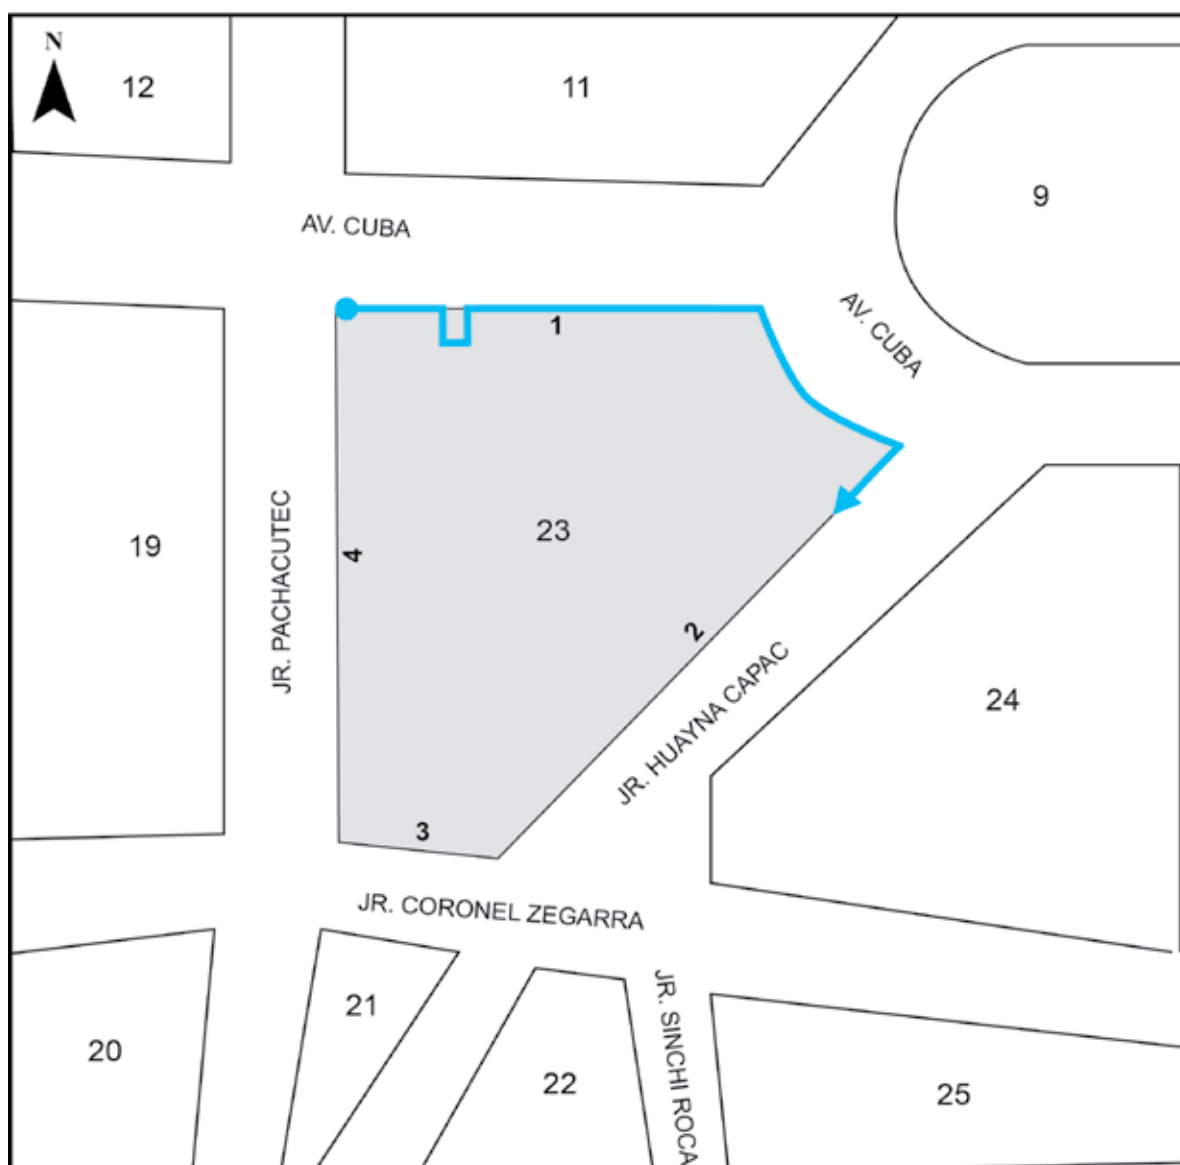 N
12
11
9
AV. CUBA
AV. CUBA
1
19
JR. PACHACUTEC
4
23
2
JR. HUAYNA CAPAC
24
3
JR. CORONEL ZEGARRA
21
20
22
JR. SINCHI ROCA
25